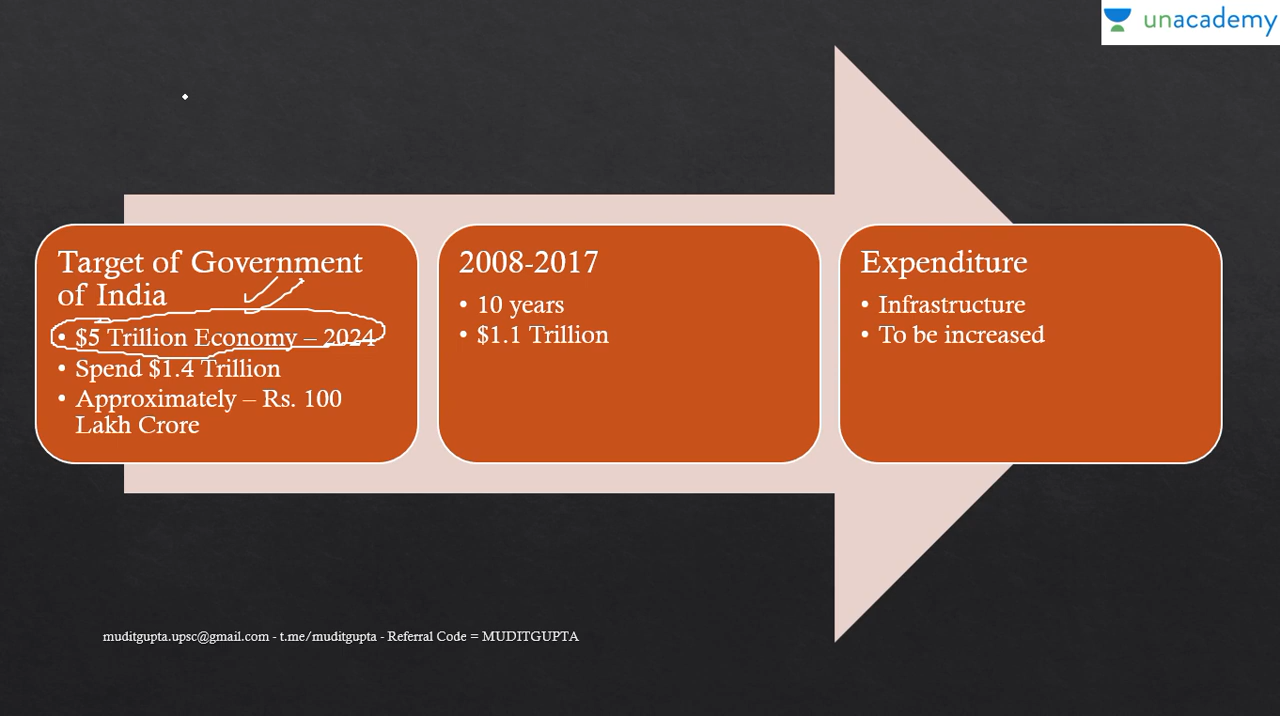 unacademy
Target of Government
of India
• $5 Trillion Economy – 2024
• Spend $1.4 Trillion
• Approximately – Rs. 100
Lakh Crore
2008-2017
• 10 years
• $1.1 Trillion
Expenditure
• Infrastructure
• To be increased
muditgupta.upsc@gmail.com - t.me/muditgupta - Referral Code = MUDITGUPTA